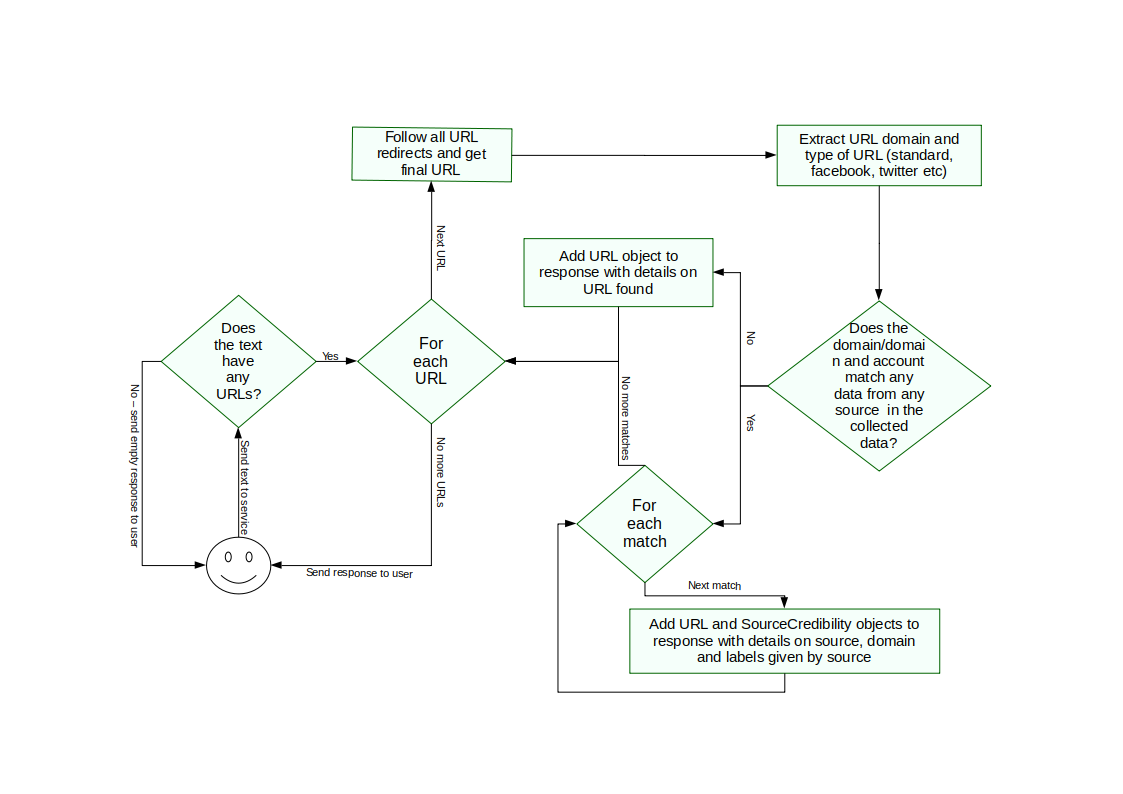 Follow all URL
redirects and get
final URL
Extract URL domain and
type of URL (standard,
facebook, twitter etc)
Next URL
Add URL object to
response with details on
URL found
Does
the text
have
any
URLs?
Yes
For
each
URL
No
Does the
domain/domai
n and account
match any
data from any
source in the
collected
data?
Yes
No – send empty response to user
Send text to service
No more URLs
No more matches
For
each
match
Send response to user
Next match
Add URL and SourceCredibility objects to
response with details on source, domain
and labels given by source